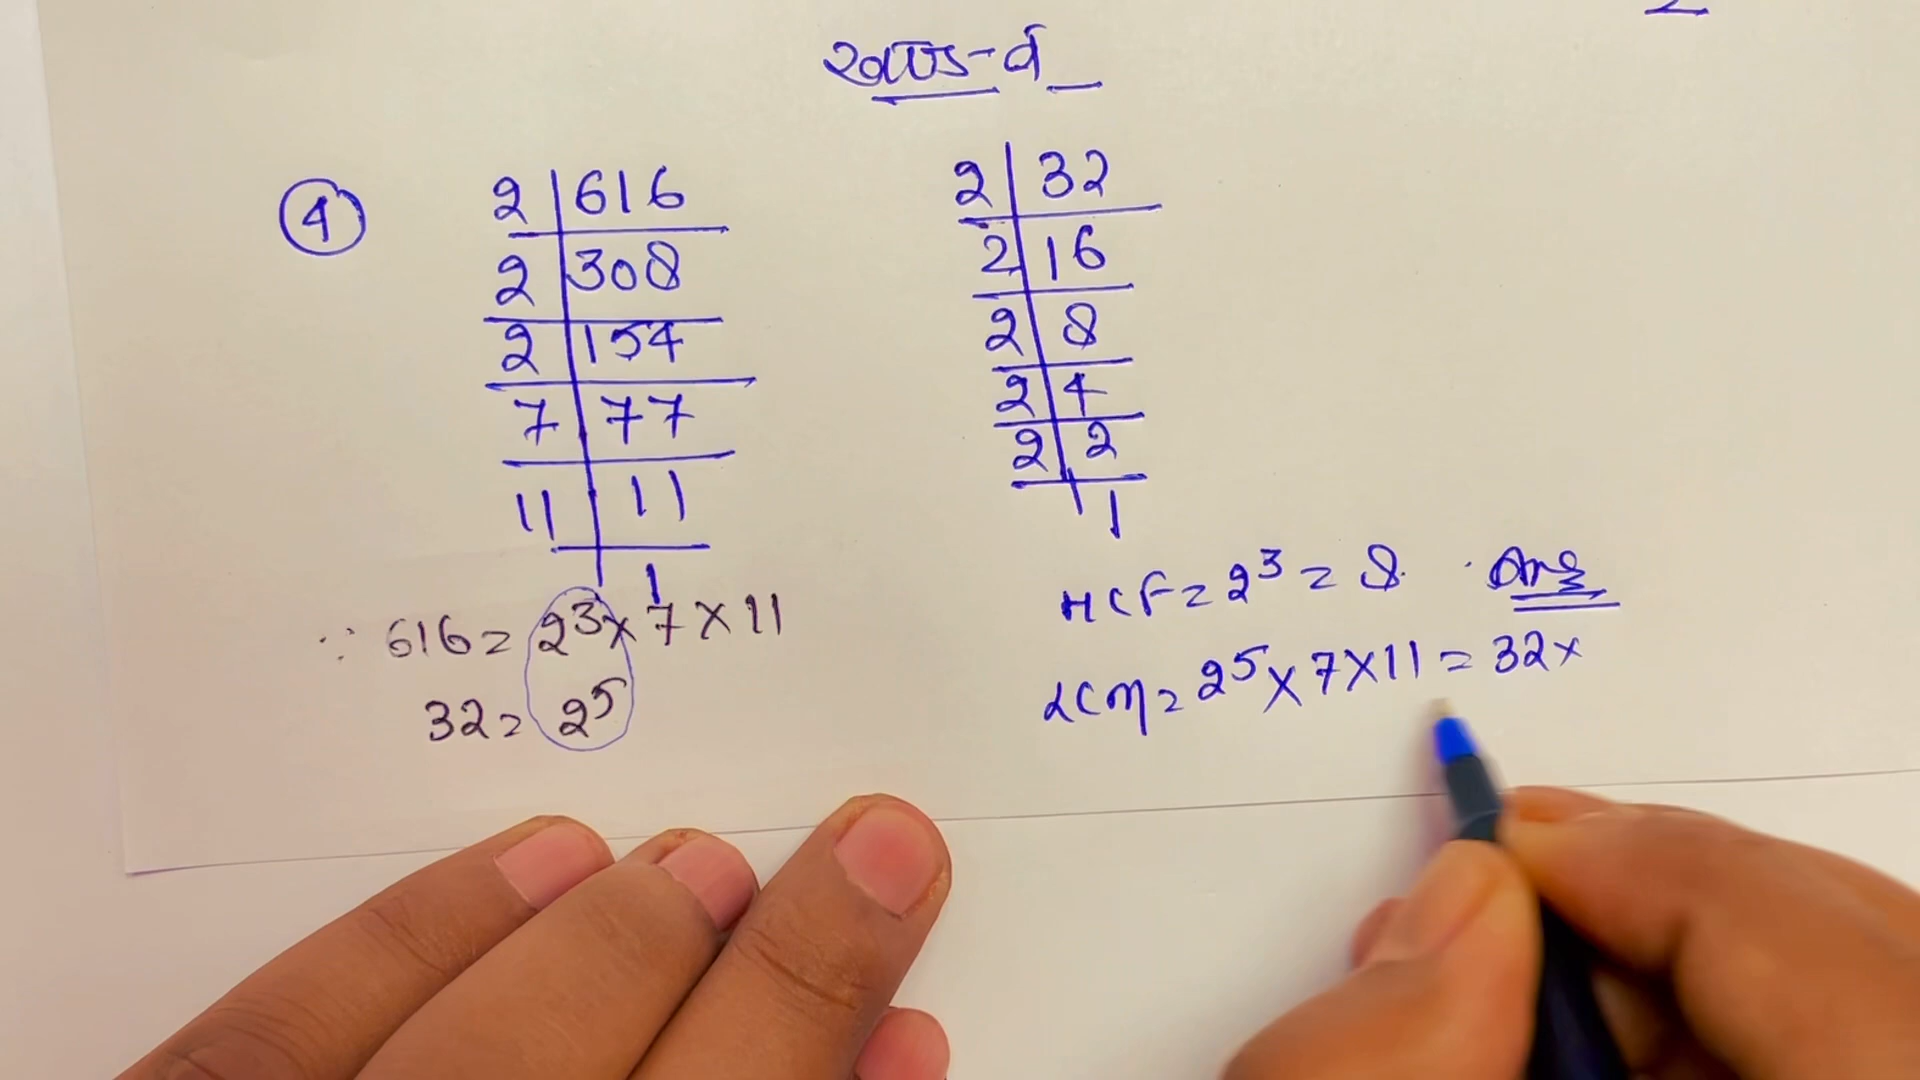 खण्ड-व
④
2 | 616
2 | 308
2 | 154
7 | 77
11 | 11
1
2 | 32
2 | 16
2 | 8
2 | 4
2 | 2
1
∵ 616 = 2³ × 7 × 11
32 = 2⁵
HCF = 2³ = 8. Ans
LCM = 2⁵ × 7 × 11 = 32 ×